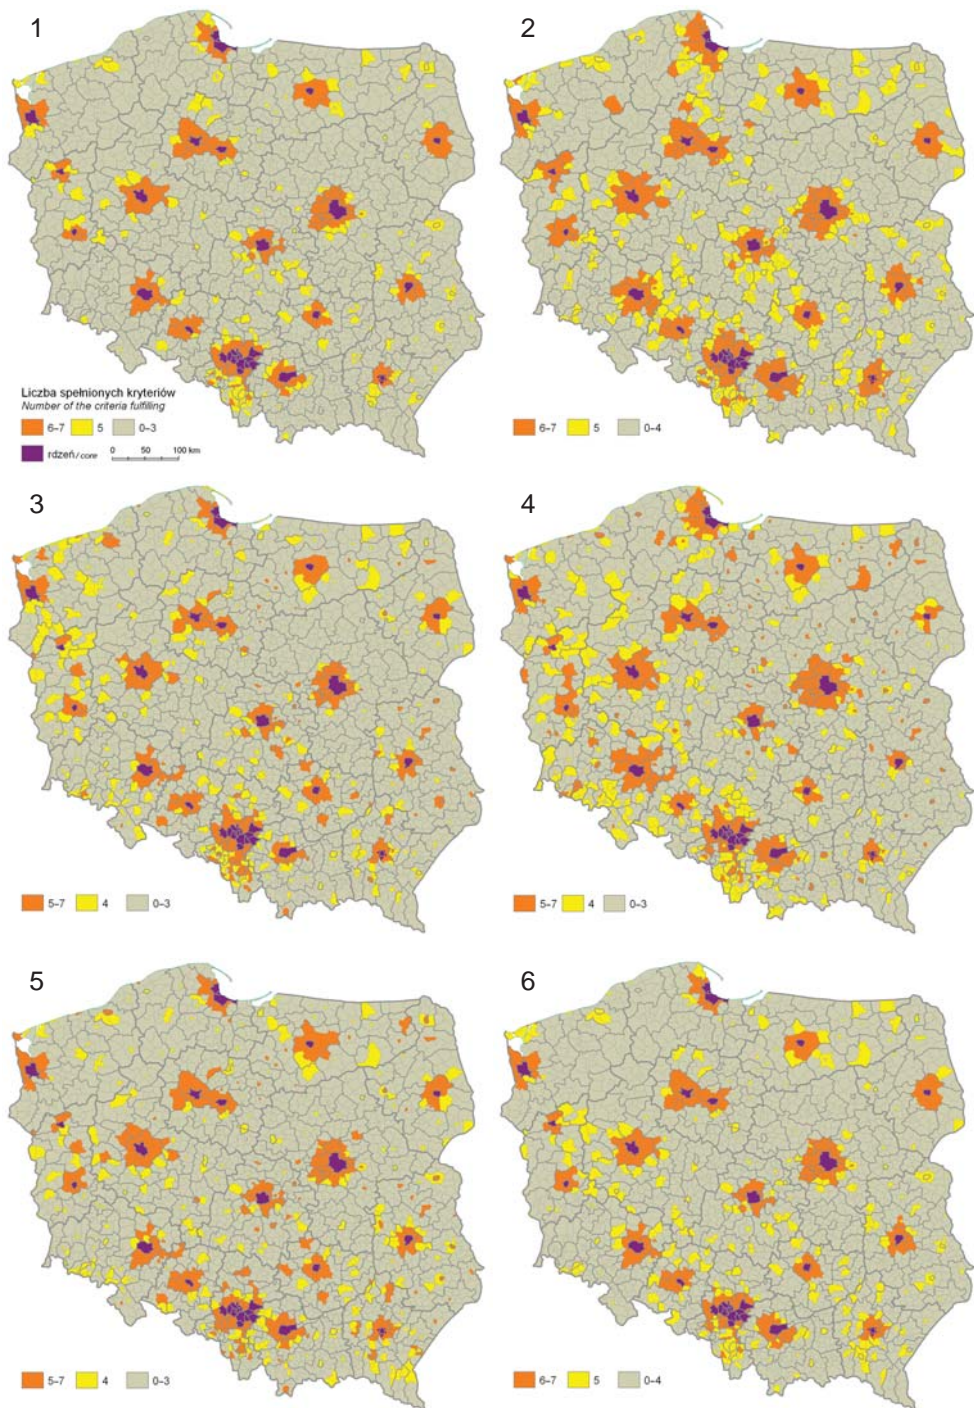 1
2
Liczba spełnionych kryteriów
Number of the criteria fulfilling
6–7 5 0–3
rdzeń/core 0 50 100 km
6–7 5 0–4
3
4
5–7 4 0–3
5–7 4 0–3
5
6
5–7 4 0–3
6–7 5 0–4